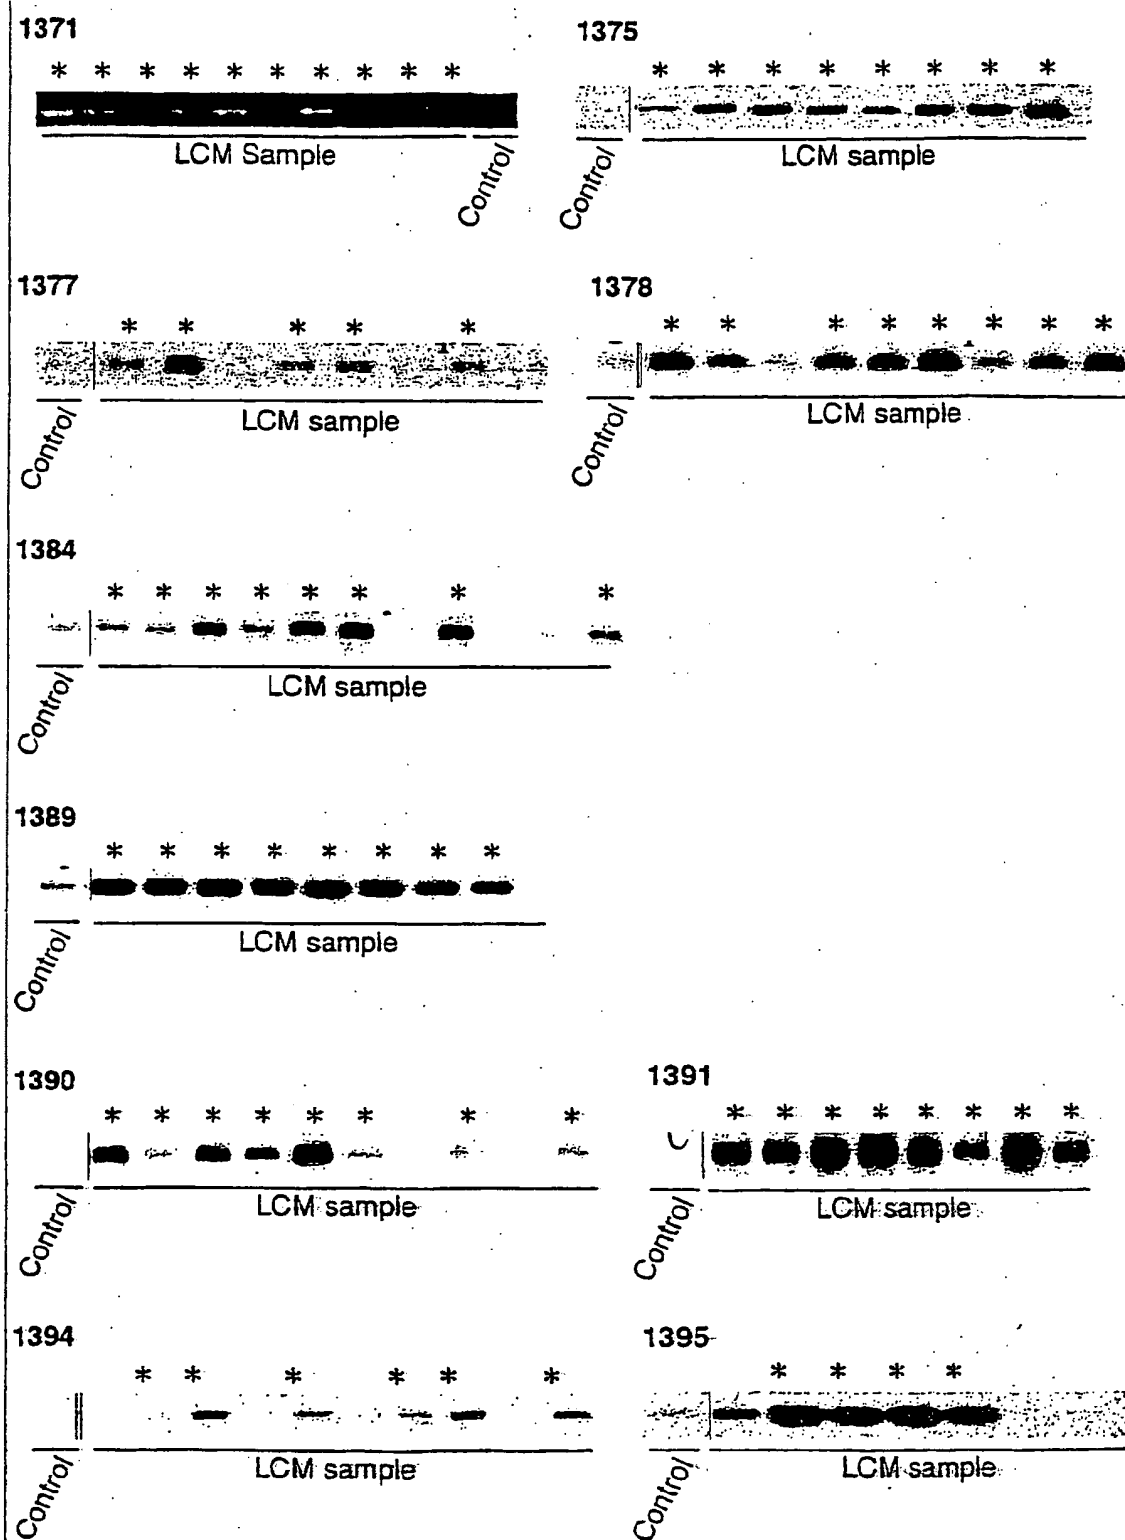 1371
* * * * * * * * * *
LCM Sample
Control
1375
* * * * * * * *
Control
LCM sample
1377
* * * * *
Control
LCM sample
1378
* * * * * * * *
Control
LCM sample
1384
* * * * * * * *
Control
LCM sample
1389
* * * * * * * *
Control
LCM sample
1390
* * * * * * * *
Control
LCM sample
1391
* * * * * * * *
Control
LCM sample
1394
* * * * * *
Control
LCM sample
1395
* * * *
Control
LCM sample